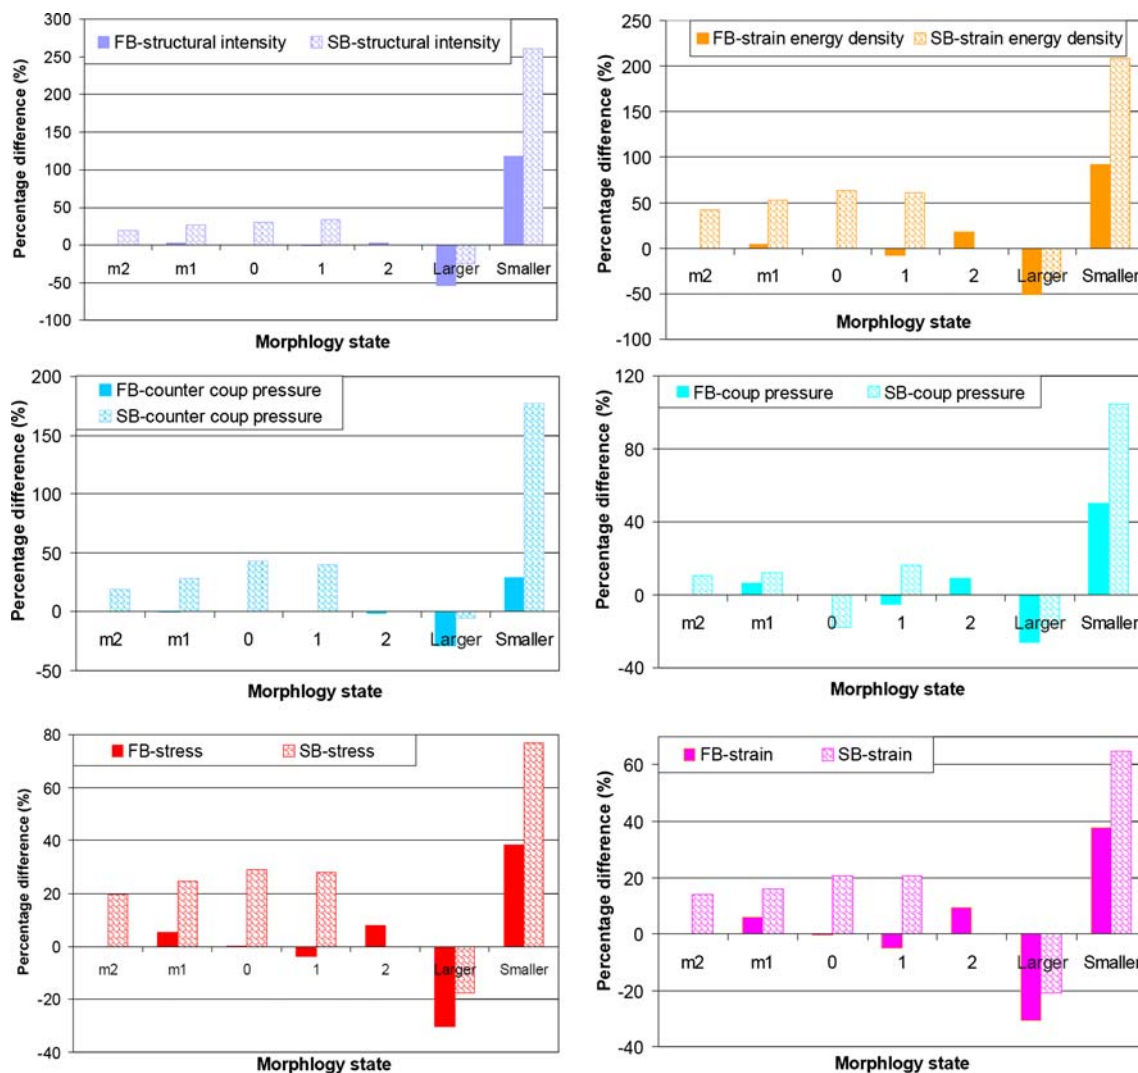 FB-structural intensity SB-structural intensity
Percentage difference (%)
300
250
200
150
100
50
0
-50
-100
m2 m1 0 1 2 Larger Smaller
Morphlogy state
FB-strain energy density SB-strain energy density
Percentage difference (%)
250
200
150
100
50
0
-50
-100
m2 m1 0 1 2 Larger Smaller
Morphlogy state
FB-counter coup pressure
SB-counter coup pressure
Percentage difference (%)
200
150
100
50
0
-50
m2 m1 0 1 2 Larger Smaller
Morphlogy state
FB-coup pressure SB-coup pressure
Percentage difference (%)
120
80
40
0
-40
m2 m1 0 1 2 Larger Smaller
Morphlogy state
FB-stress SB-stress
Percentage difference (%)
80
60
40
20
0
-20
-40
m2 m1 0 1 2 Larger Smaller
Morphlogy state
FB-strain SB-strain
Percentage difference (%)
60
40
20
0
-20
-40
m2 m1 0 1 2 Larger Smaller
Morphlogy state